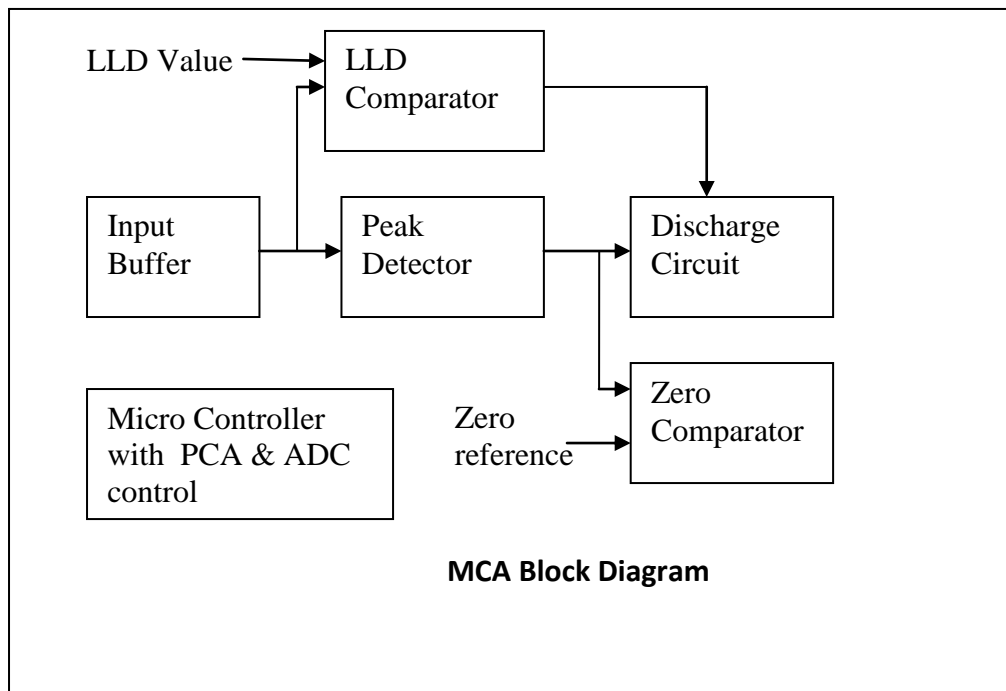 LLD Value
LLD
Comparator
Input
Buffer
Peak
Detector
Discharge
Circuit
Micro Controller
with  PCA & ADC
control
Zero
reference
Zero
Comparator
MCA Block Diagram